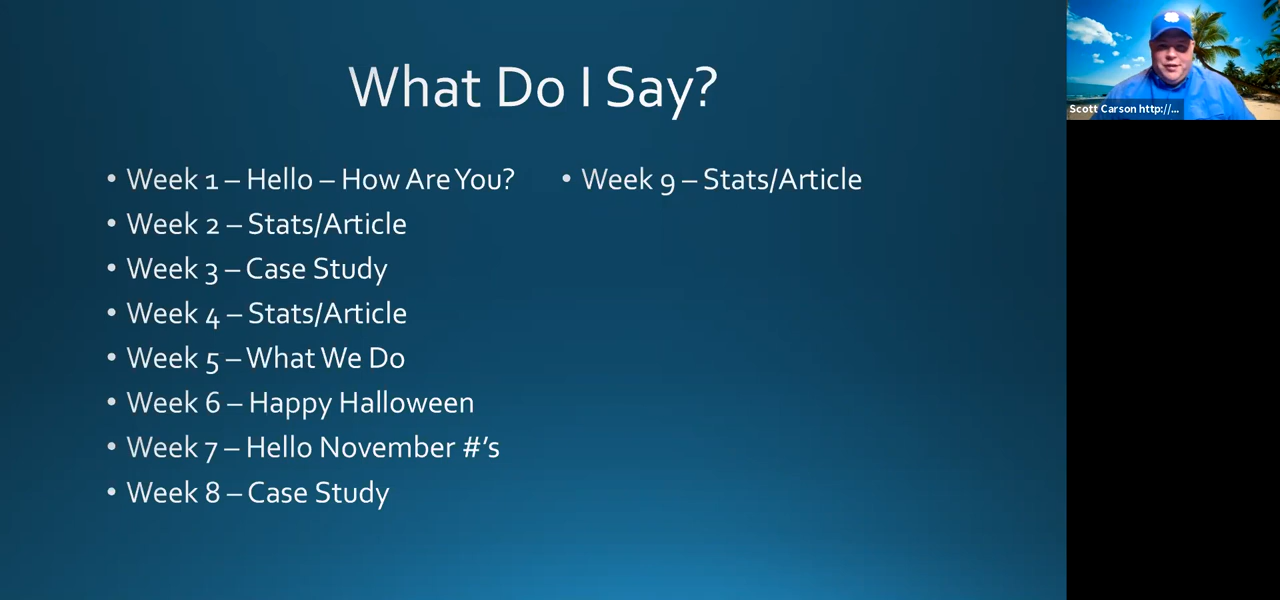 What Do I Say?
• Week 1 – Hello – How Are You?
• Week 2 – Stats/Article
• Week 3 – Case Study
• Week 4 – Stats/Article
• Week 5 – What We Do
• Week 6 – Happy Halloween
• Week 7 – Hello November #'s
• Week 8 – Case Study
• Week 9 – Stats/Article
Scott Carson http://...